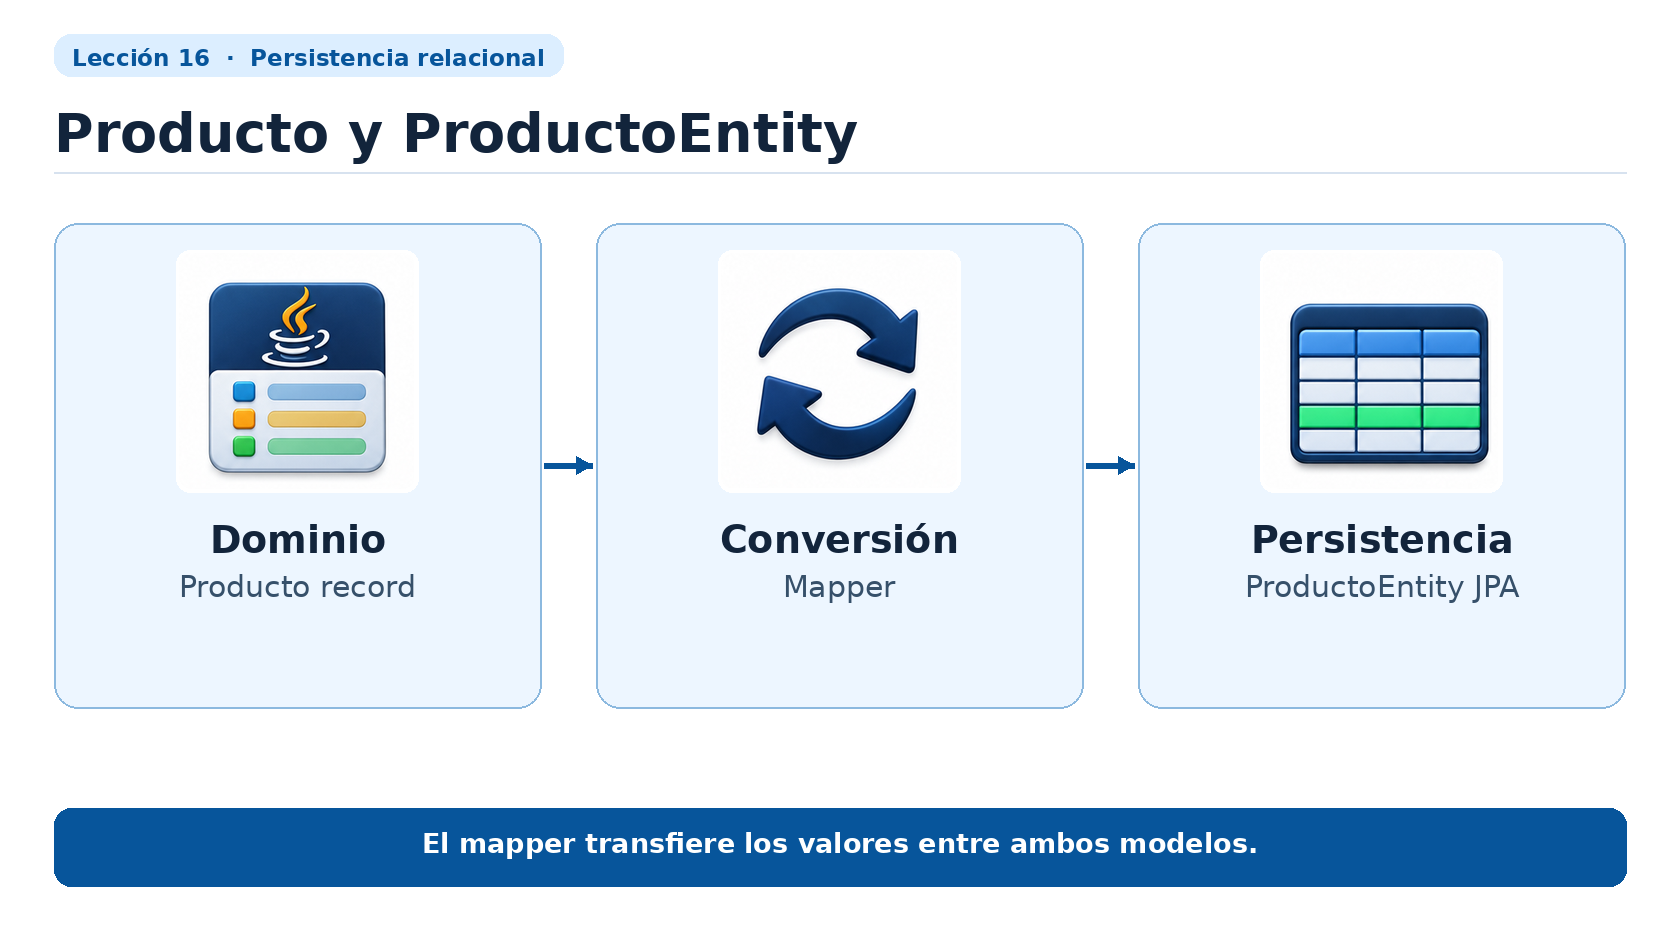 Lección 16 · Persistencia relacional
Producto y ProductoEntity
Dominio
Producto record
Conversión
Mapper
Persistencia
ProductoEntity JPA
El mapper transfiere los valores entre ambos modelos.